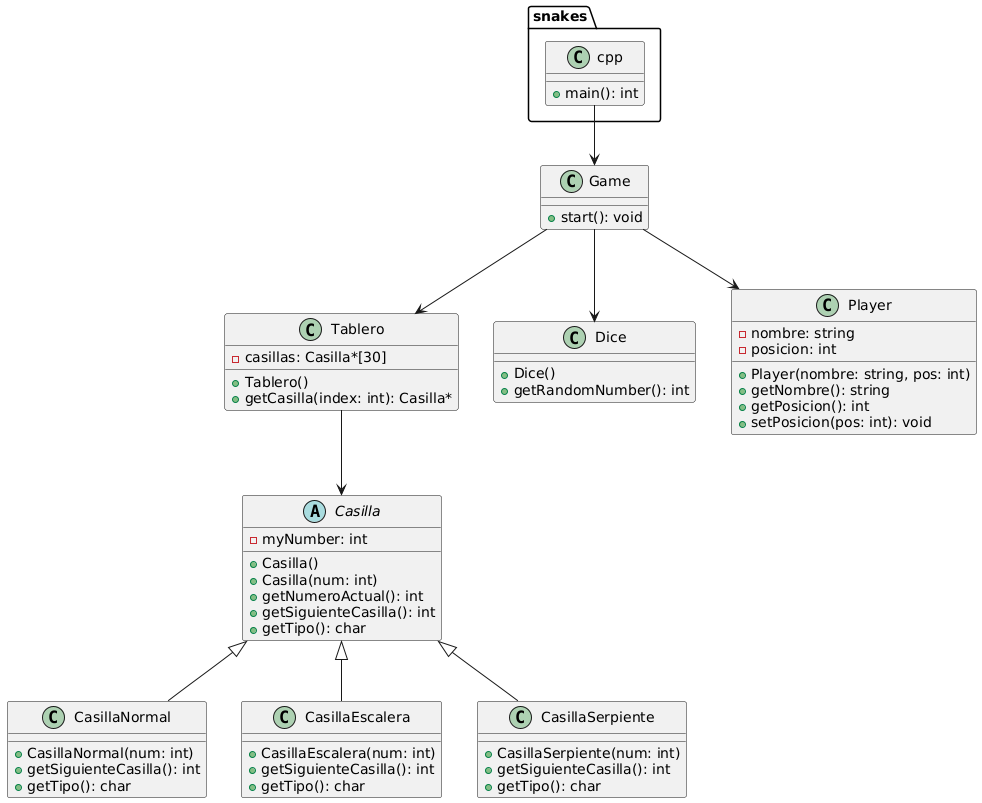 snakes
C cpp
main(): int
C Game
start(): void
C Tablero
casillas: Casilla*[30]
Tablero()
getCasilla(index: int): Casilla*
C Dice
Dice()
getRandomNumber(): int
C Player
nombre: string
posicion: int
Player(nombre: string, pos: int)
getNombre(): string
getPosicion(): int
setPosicion(pos: int): void
A Casilla
myNumber: int
Casilla()
Casilla(num: int)
getNumeroActual(): int
getSiguienteCasilla(): int
getTipo(): char
C CasillaNormal
CasillaNormal(num: int)
getSiguienteCasilla(): int
getTipo(): char
C CasillaEscalera
CasillaEscalera(num: int)
getSiguienteCasilla(): int
getTipo(): char
C CasillaSerpiente
CasillaSerpiente(num: int)
getSiguienteCasilla(): int
getTipo(): char